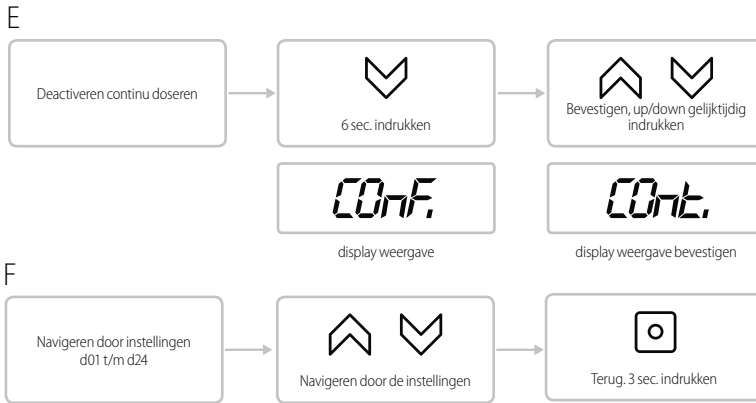 E
Deactiveren continu doseren
6 sec. indrukken
Bevestigen, up/down gelijktijdig
indrukken
COnF.
COnt.
display weergave
display weergave bevestigen
F
Navigeren door instellingen
d01 t/m d24
Navigeren door de instellingen
Terug. 3 sec. indrukken